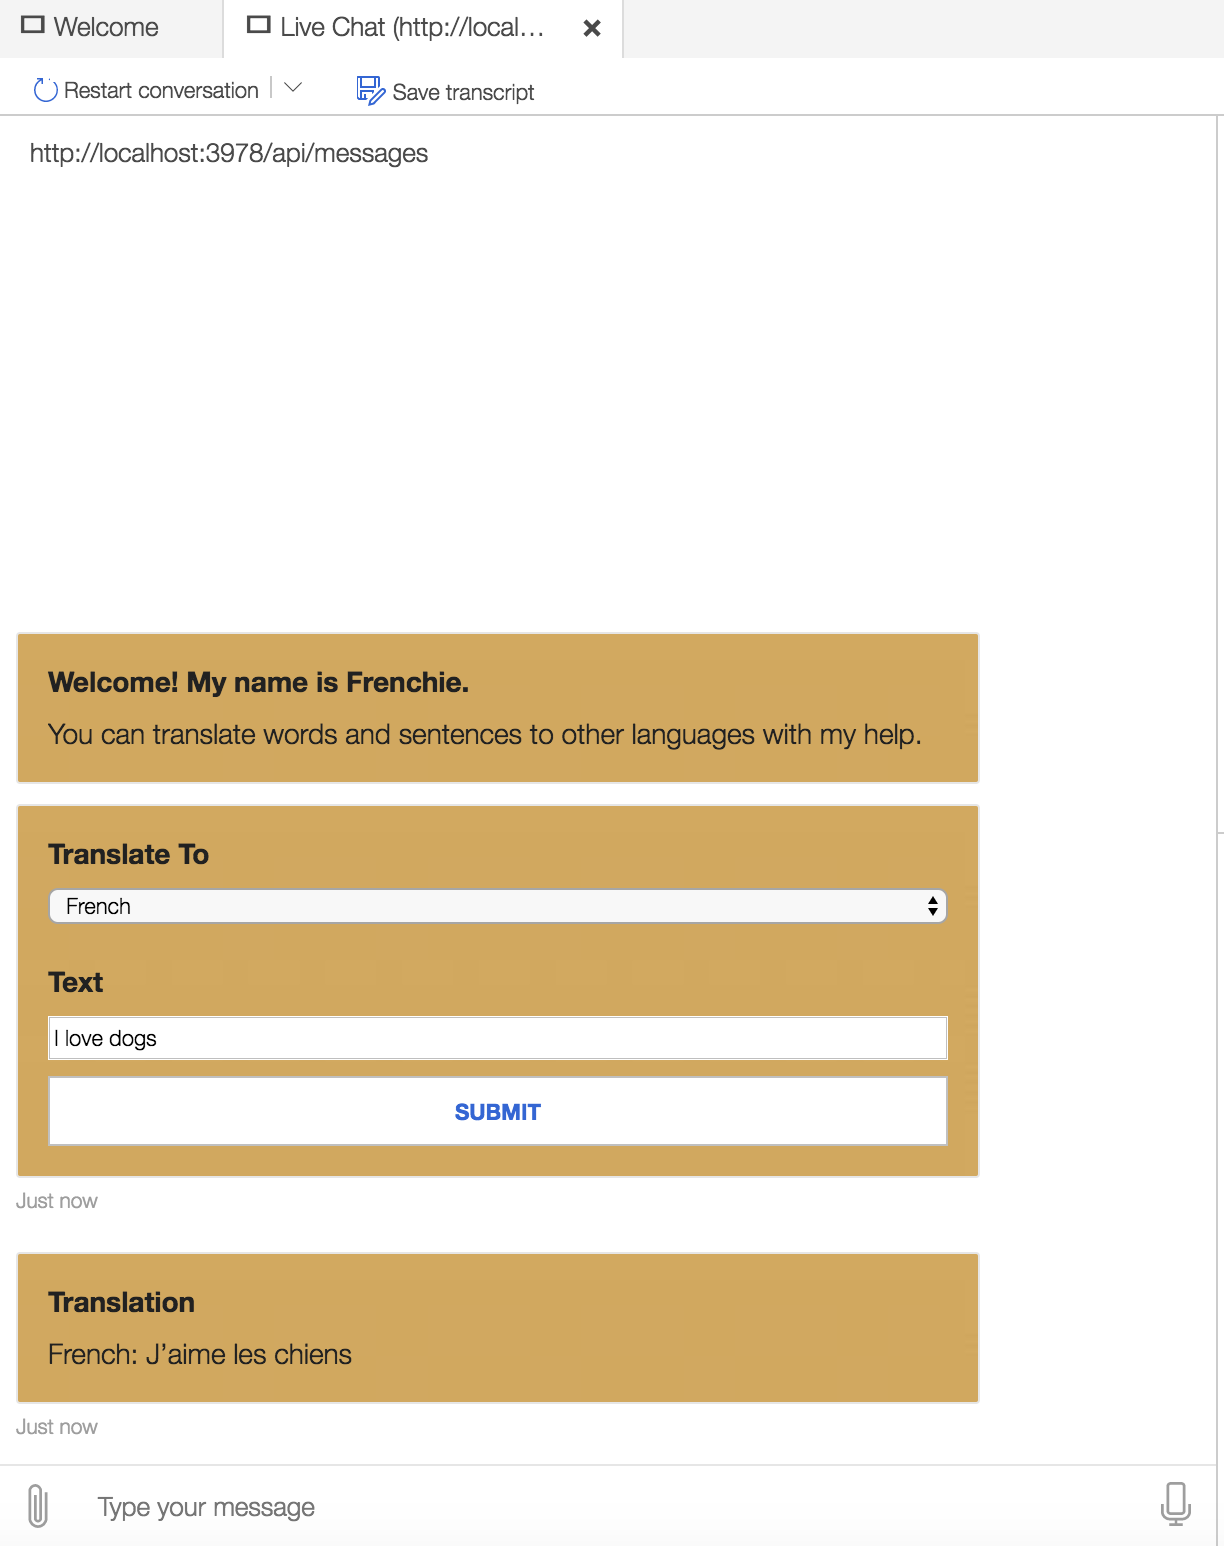 Welcome
Live Chat (http://local...
Restart conversation
Save transcript
http://localhost:3978/api/messages
Welcome! My name is Frenchie.
You can translate words and sentences to other languages with my help.
Translate To
French
Text
I love dogs
SUBMIT
Just now
Translation
French: J’aime les chiens
Just now
Type your message